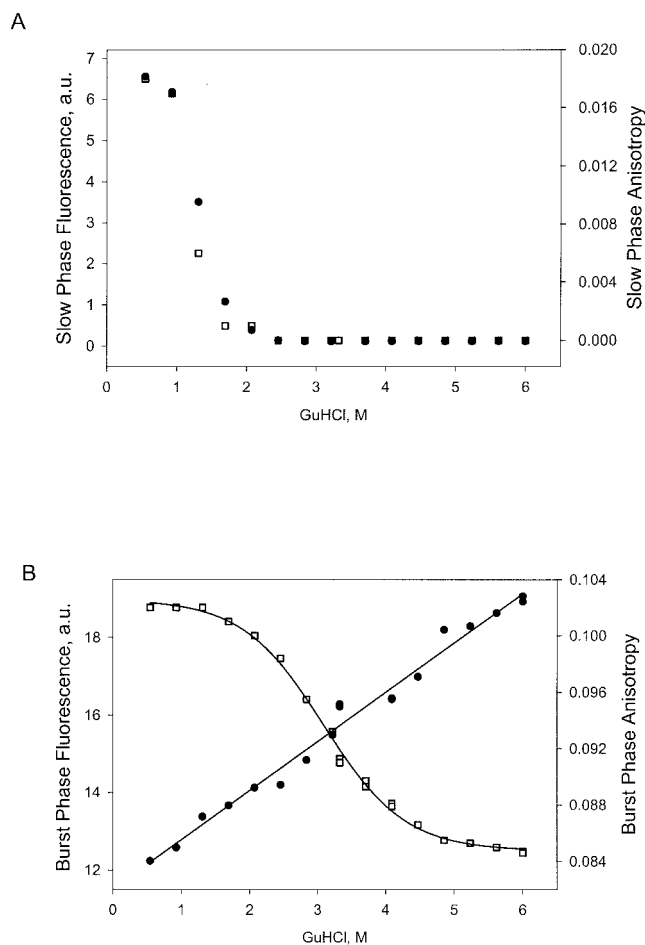 A
Slow Phase Fluorescence, a.u.
7
6
5
4
3
2
1
0
0.020
0.016
0.012
0.008
0.004
0.000
Slow Phase Anisotropy
0 1 2 3 4 5 6
GuHCl, M
B
Burst Phase Fluorescence, a.u.
18
16
14
12
0.104
0.100
0.096
0.092
0.088
0.084
Burst Phase Anisotropy
0 1 2 3 4 5 6
GuHCl, M